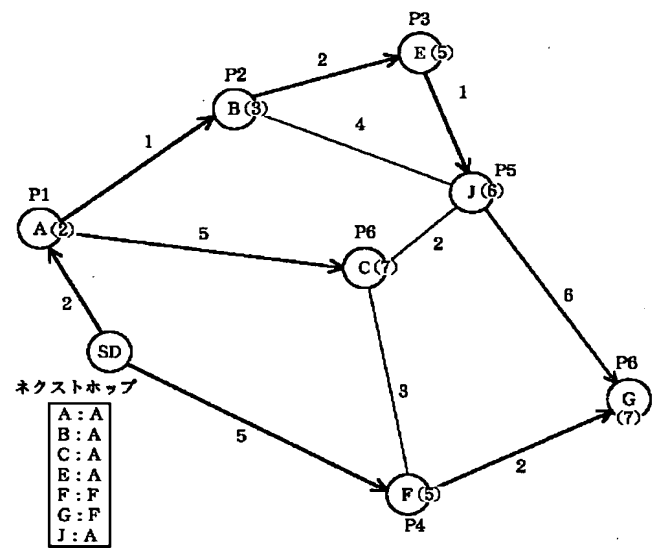 P3
E(5)
2
P2
B(3)
1
4
1
P5
J(6)
P1
A(2)
5
P6
C(7)
2
6
2
SD
ネクストホップ
A : A
B : A
C : A
E : A
F : F
G : F
J : A
5
3
P6
G
(7)
2
F(5)
P4